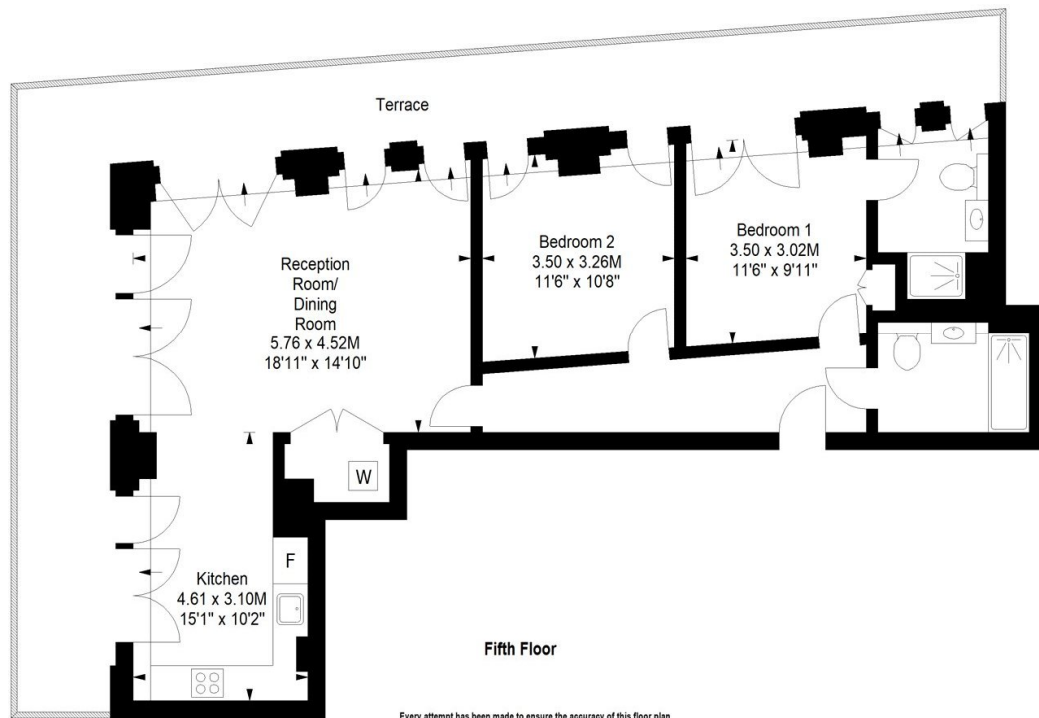 Terrace
Reception
Room/
Dining
Room
5.76 x 4.52M
18'11" x 14'10"
Bedroom 2
3.50 x 3.26M
11'6" x 10'8"
Bedroom 1
3.50 x 3.02M
11'6" x 9'11"
W
F
Kitchen
4.61 x 3.10M
15'1" x 10'2"
Fifth Floor
Every attempt has been made to ensure the accuracy of this floor plan